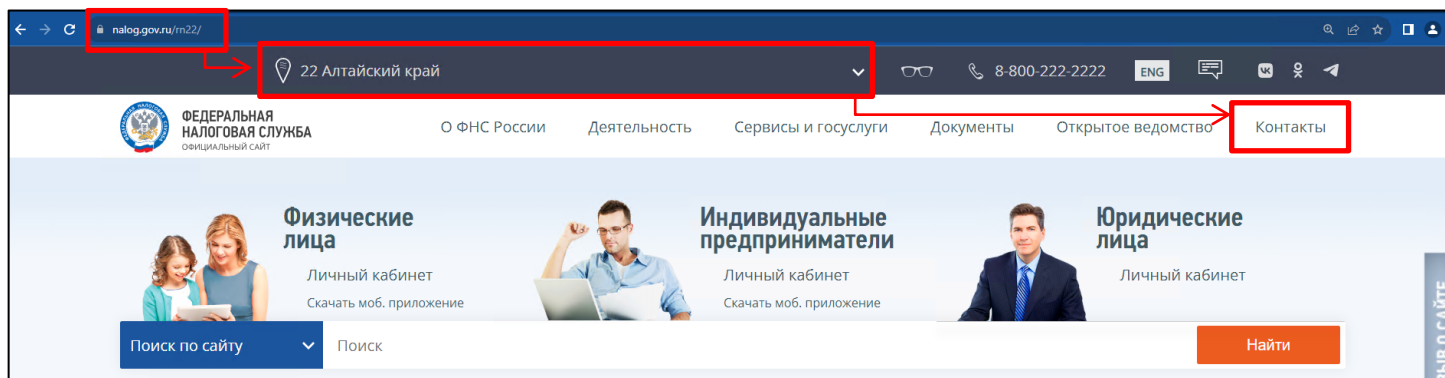 nalog.gov.ru/rn22/
22 Алтайский край
8-800-222-2222
ENG
ФЕДЕРАЛЬНАЯ
НАЛОГОВАЯ СЛУЖБА
ОФИЦИАЛЬНЫЙ САЙТ
О ФНС России
Деятельность
Сервисы и госуслуги
Документы
Открытое ведомство
Контакты
Физические
лица
Личный кабинет
Скачать моб. приложение
Индивидуальные
предприниматели
Личный кабинет
Скачать моб. приложение
Юридические
лица
Личный кабинет
Поиск по сайту
Поиск
Найти
О САЙТЕ